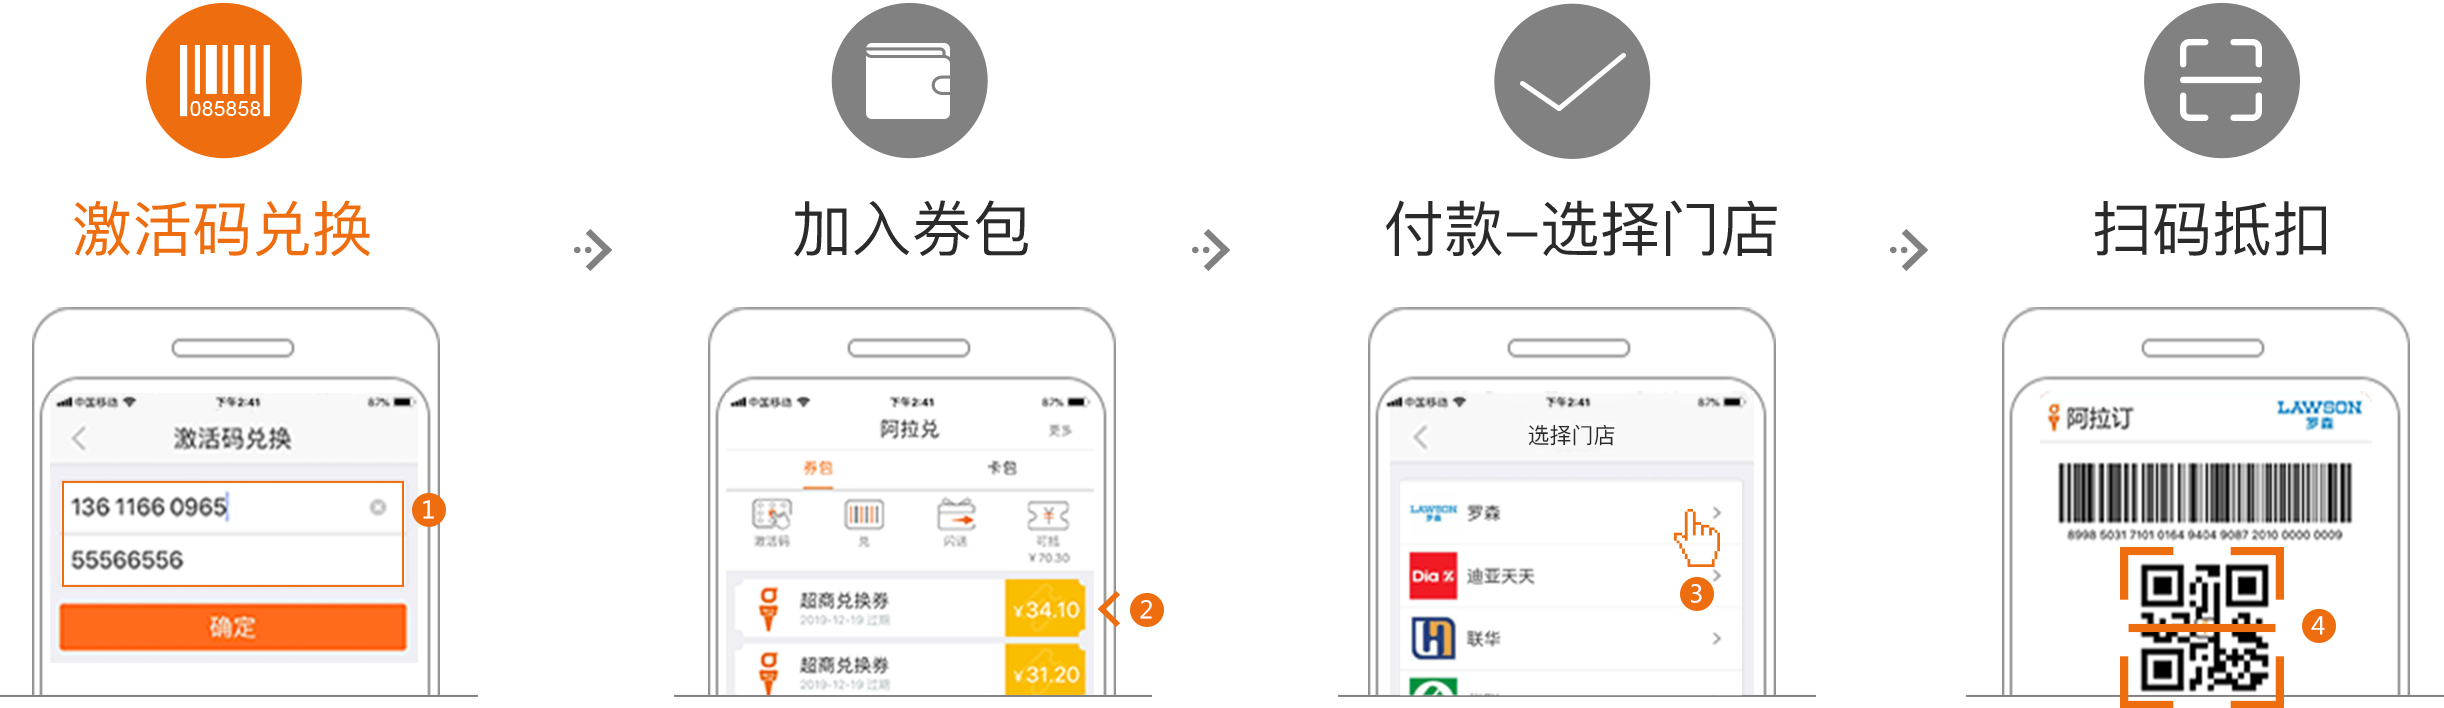 085858
激活码兑换
加入券包
付款–选择门店
扫码抵扣
中国移动
下午2:41
87%
激活码兑换
136 1166 0965
1
55566556
确定
中国移动
下午2:41
87%
阿拉兑
更多
券包
卡包
激活码
兑
闪送
可抵
¥70.30
超商兑换券
2019-12-19 过期
¥34.10
2
超商兑换券
2019-12-19 过期
¥31.20
中国移动
下午2:41
87%
选择门店
LAWSON
罗森
罗森
Dia %
迪亚天天
3
联华
阿拉订
LAWSON
罗森
8998 5031 7101 0164 9404 9087 2010 0000 0009
4